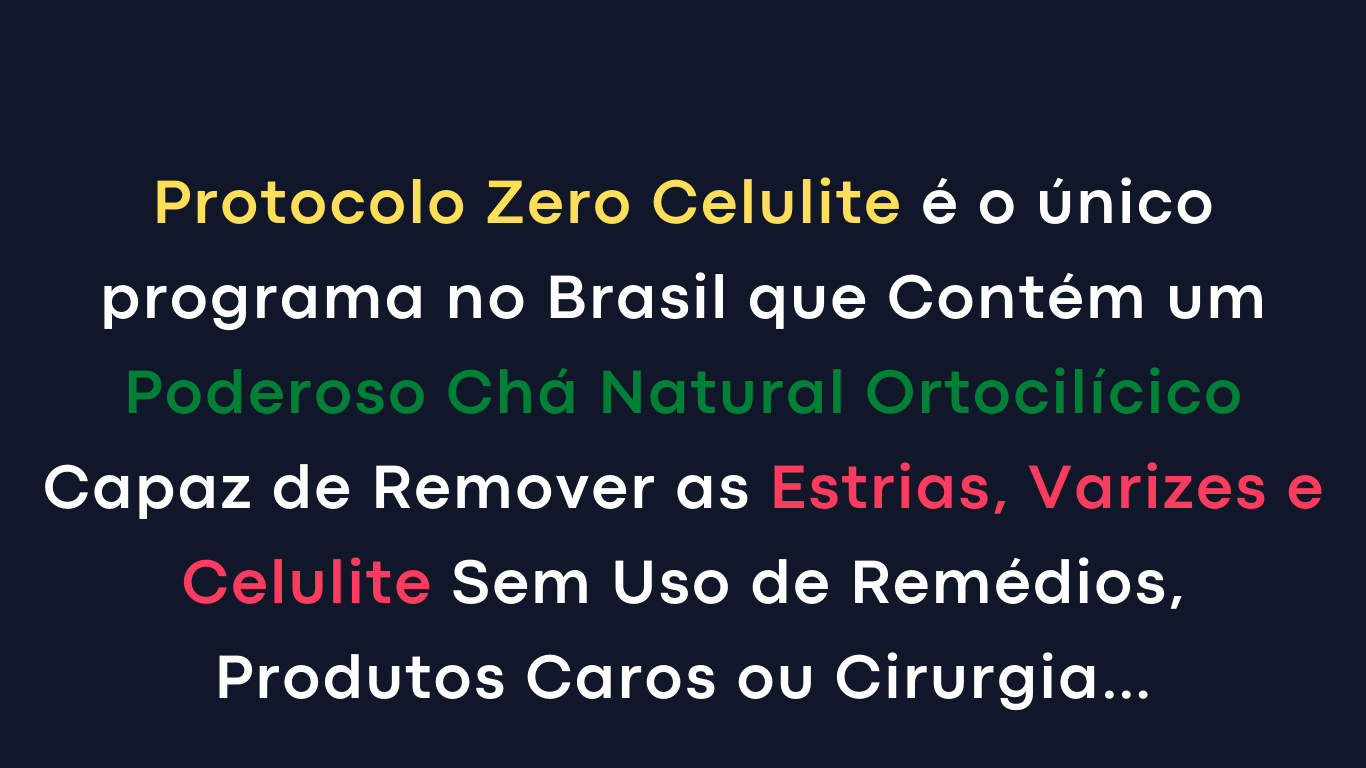 Protocolo Zero Celulite é o único
programa no Brasil que Contém um
Poderoso Chá Natural Ortocilícico
Capaz de Remover as Estrias, Varizes e
Celulite Sem Uso de Remédios,
Produtos Caros ou Cirurgia...